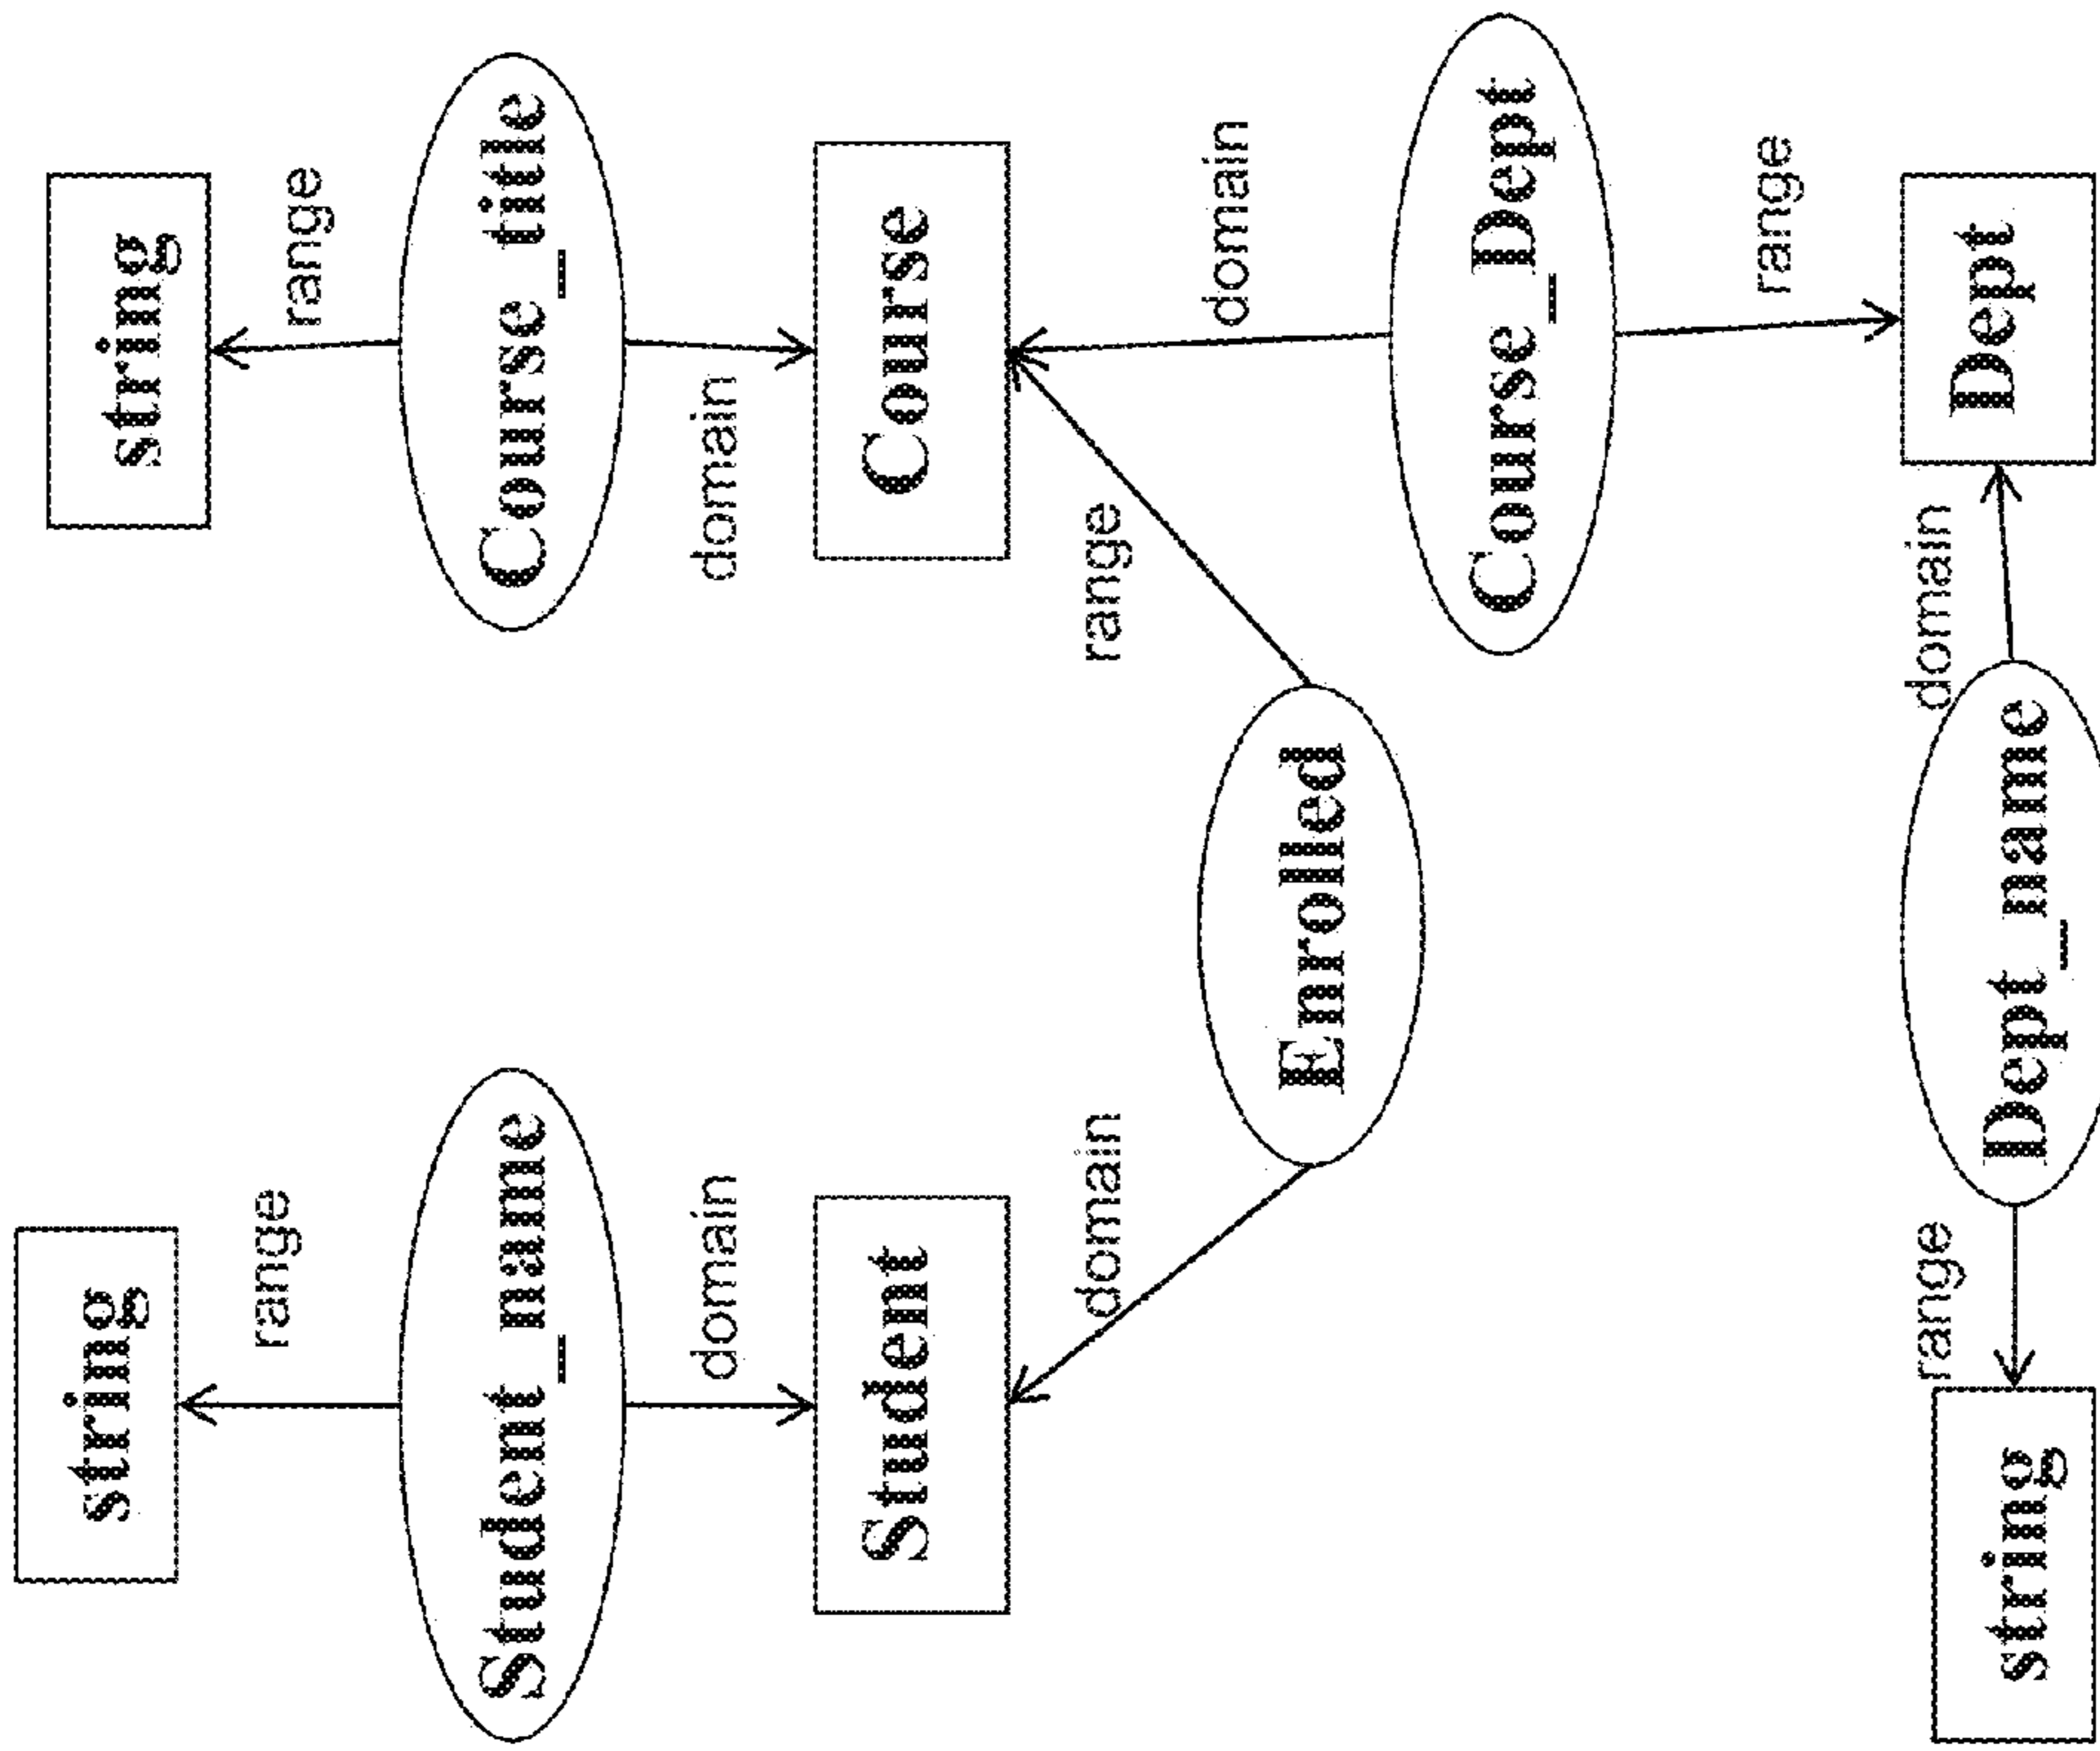 string
string
range
range
Student_name
Course_title
domain
domain
Student
Course
domain
range
domain
Enrolled
Course_Dept
range
range
domain
string
Dept_name
Dept